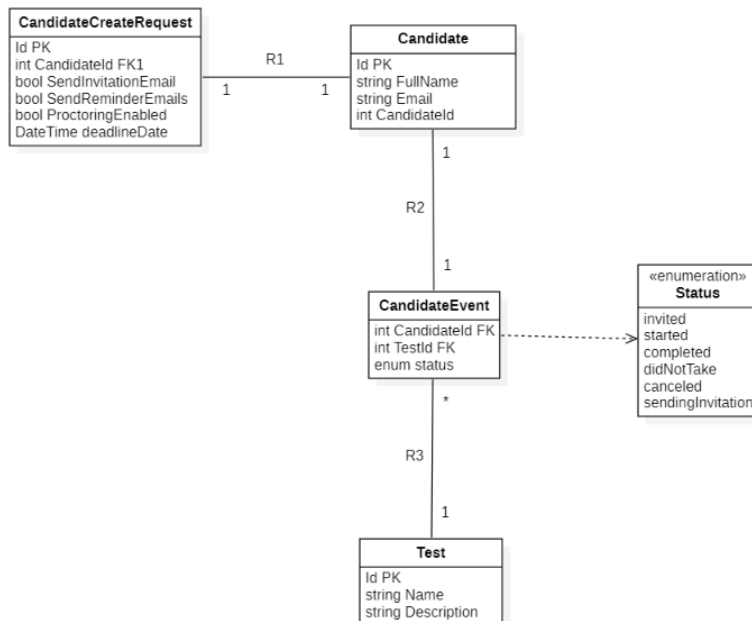 CandidateCreateRequest
Id PK
int CandidateId FK1
bool SendInvitationEmail
bool SendReminderEmails
bool ProctoringEnabled
DateTime deadlineDate
R1
1
1
Candidate
Id PK
string FullName
string Email
int CandidateId
1
R2
1
CandidateEvent
int CandidateId FK
int TestId FK
enum status
«enumeration»
Status
invited
started
completed
didNotTake
canceled
sendingInvitation
*
R3
1
Test
Id PK
string Name
string Description